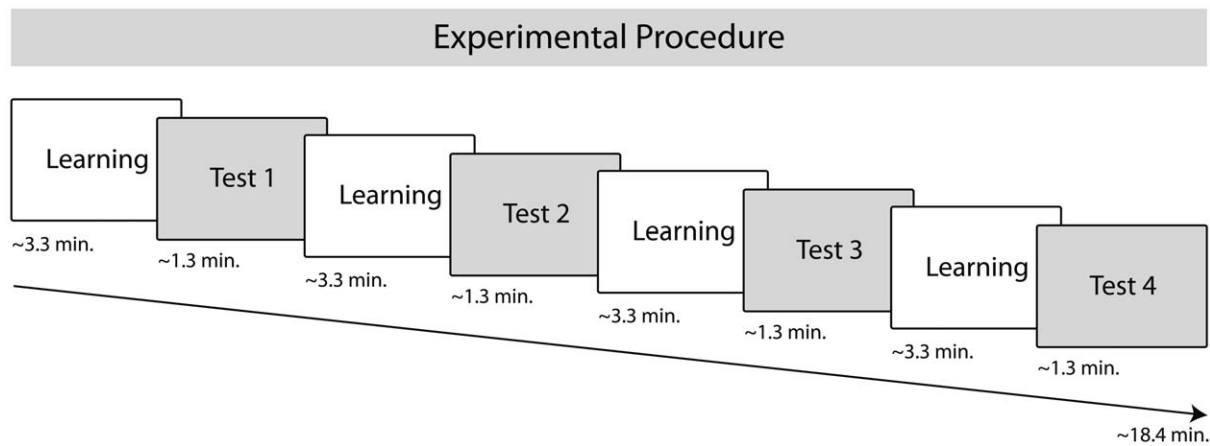 Experimental Procedure
Learning
~3.3 min.
Test 1
~1.3 min.
Learning
~3.3 min.
Test 2
~1.3 min.
Learning
~3.3 min.
Test 3
~1.3 min.
Learning
~3.3 min.
Test 4
~1.3 min.
~18.4 min.